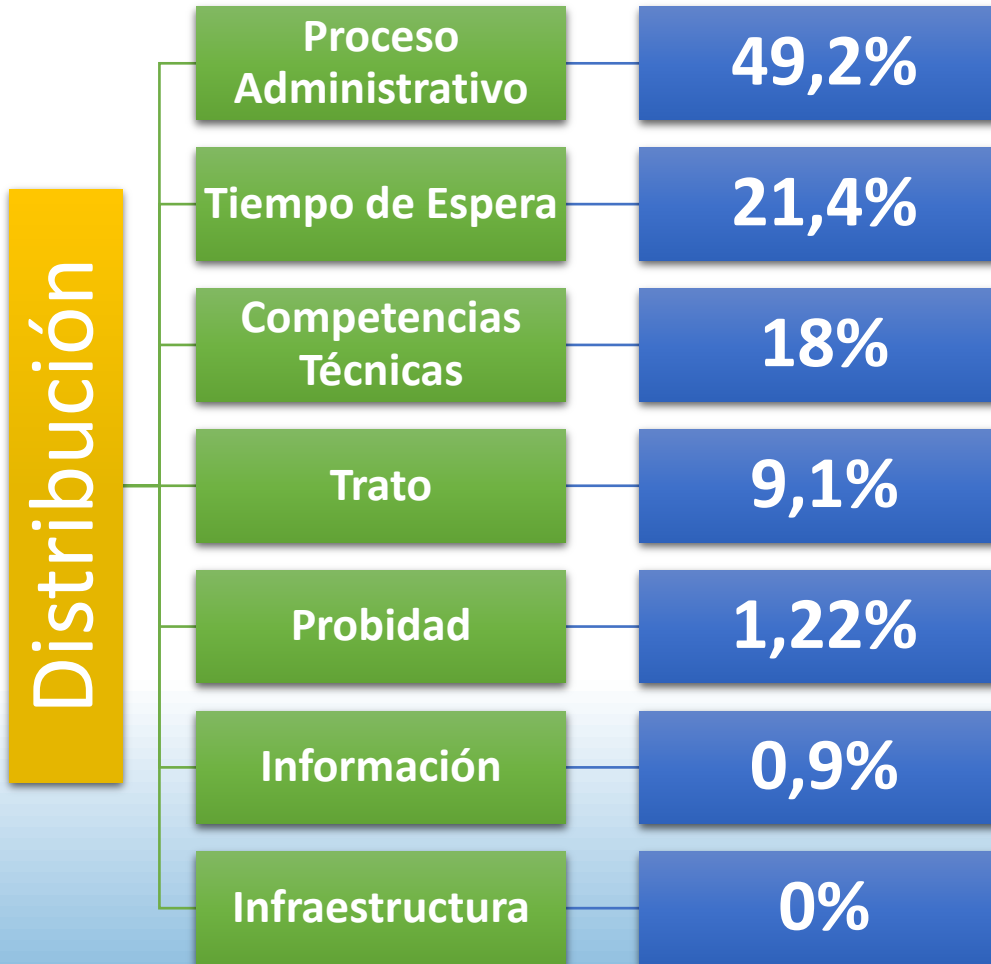 Distribución
Proceso
Administrativo
49,2%
Tiempo de Espera
21,4%
Competencias
Técnicas
18%
Trato
9,1%
Probidad
1,22%
Información
0,9%
Infraestructura
0%